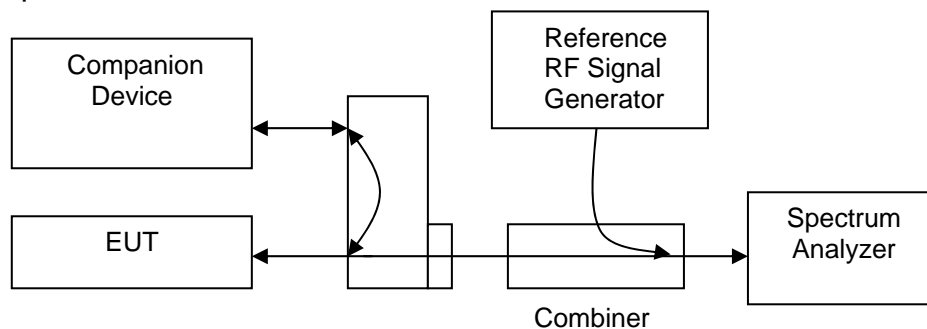 Companion
Device
Reference
RF Signal
Generator
EUT
Spectrum
Analyzer
Combiner